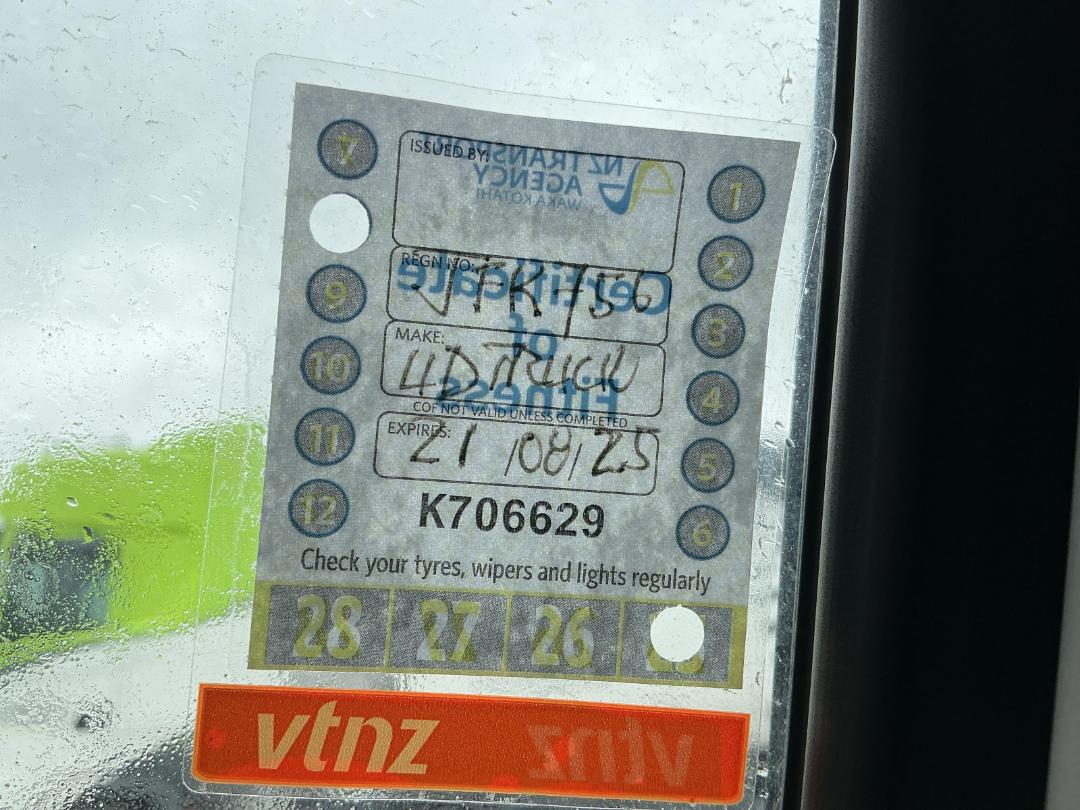 ISSUED BY:
NZ TRANSPORT
AGENCY
WAKA KOTAHI
Certificate
of
Fitness
REGN NO:
JFK756
MAKE:
UD TRUCK
COF NOT VALID UNLESS COMPLETED
EXPIRES: 21/08/25
K706629
Check your tyres, wipers and lights regularly
7
9
10
11
12
1
2
3
4
5
6
28 27 26
vtnz vtnz